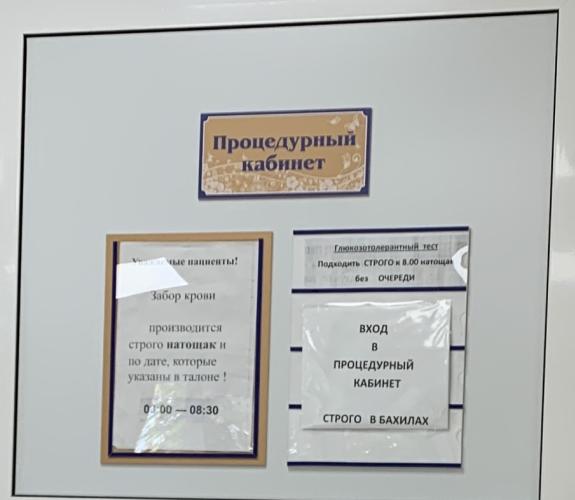 Процедурный
кабинет
Уважаемые пациенты!
Забор крови
производится
строго натощак и
по дате, которые
указаны в талоне !
— 08:30
Глюкозотолерантный тест
Подходить СТРОГО к 8.00 натощак
без ОЧЕРЕДИ
ВХОД
В
ПРОЦЕДУРНЫЙ
КАБИНЕТ
СТРОГО В БАХИЛАХ